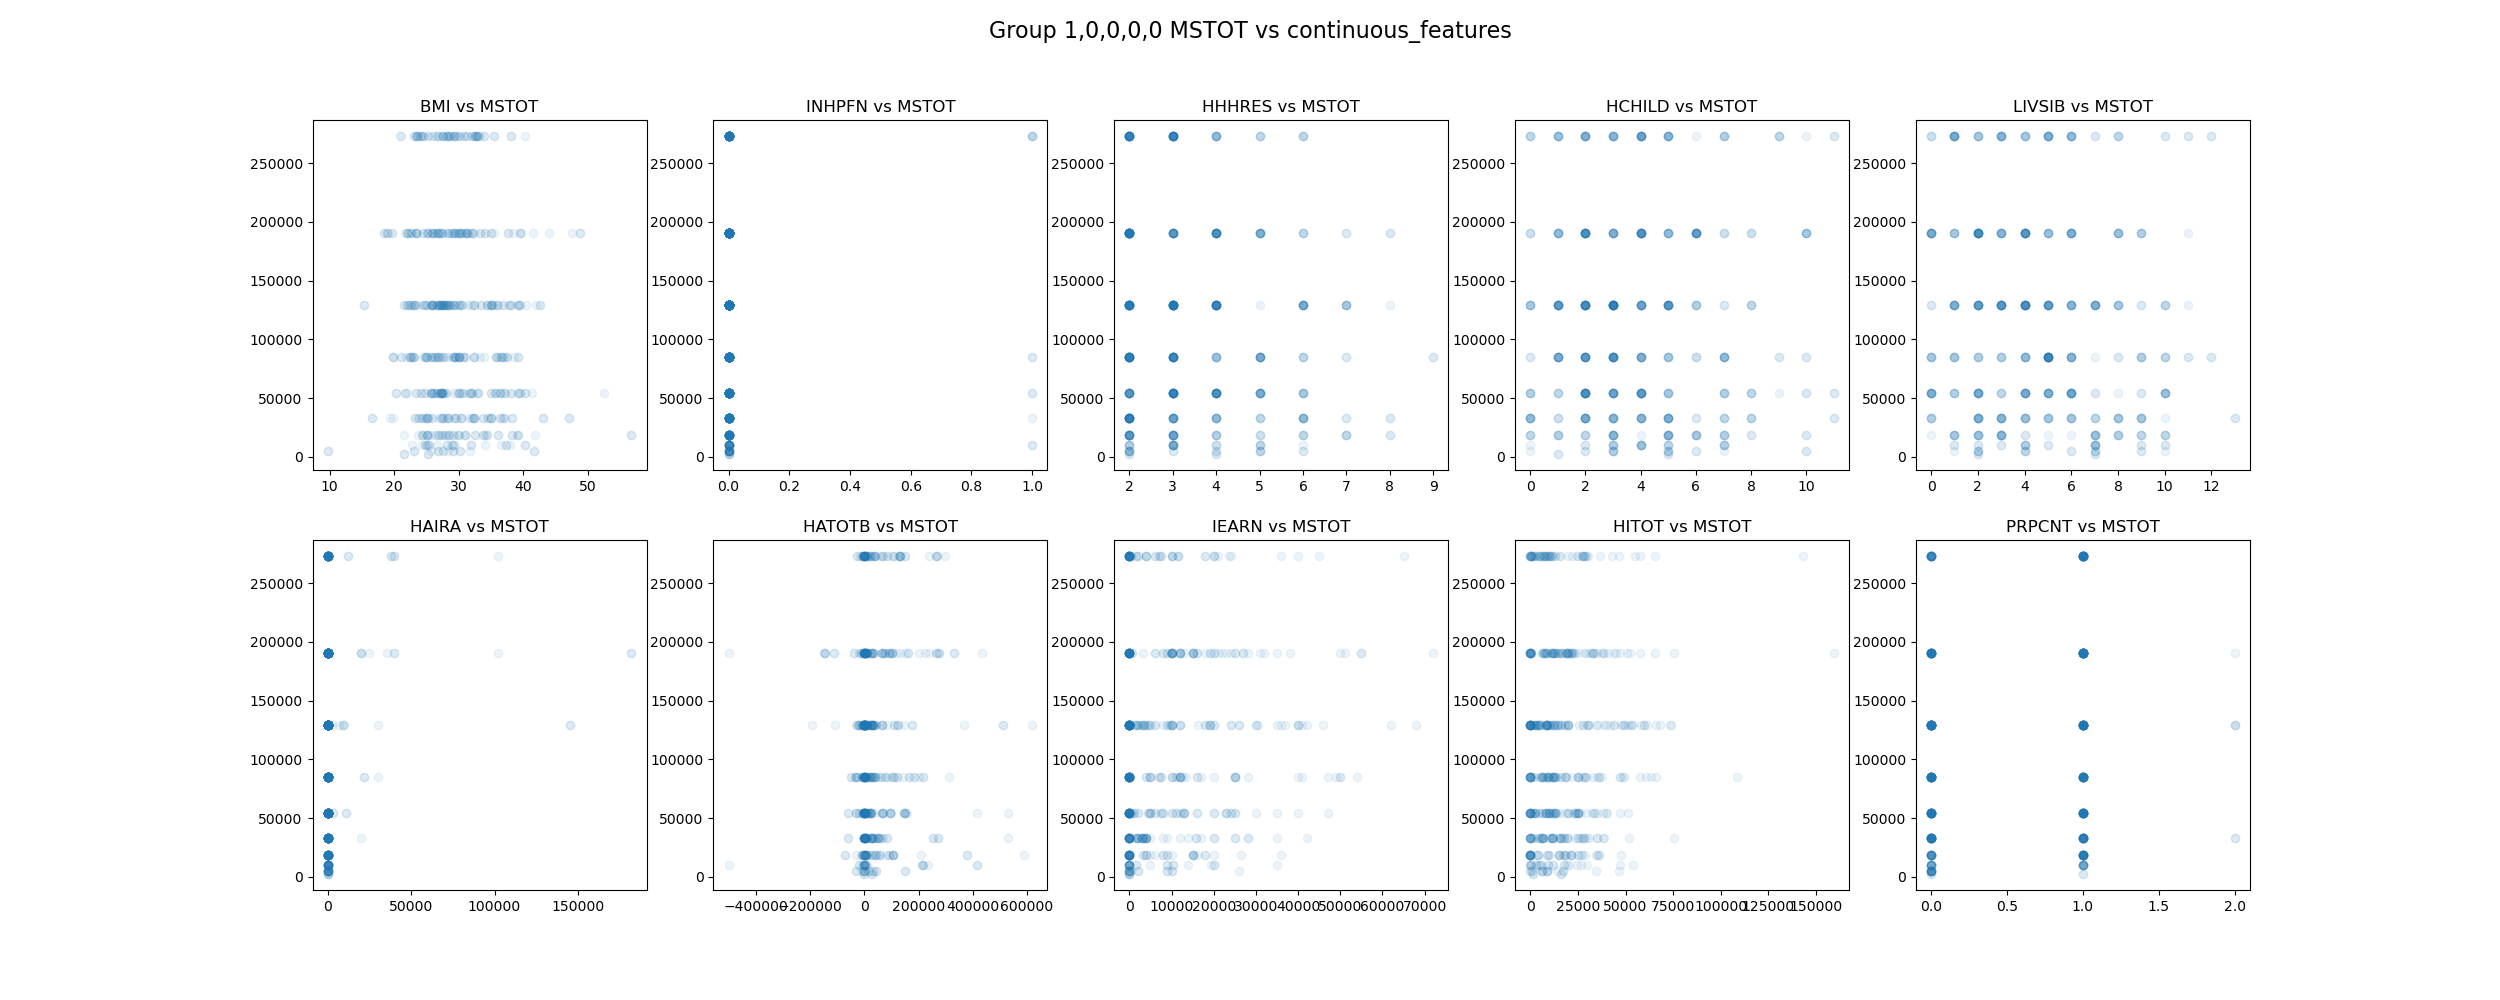 Group 1,0,0,0,0 MSTOT vs continuous_features
BMI vs MSTOT
INHPFN vs MSTOT
HHHRES vs MSTOT
HCHILD vs MSTOT
LIVSIB vs MSTOT
250000 250000 250000 250000 250000
200000 200000 200000 200000 200000
150000 150000 150000 150000 150000
100000 100000 100000 100000 100000
50000 50000 50000 50000 50000
0 0 0 0 0
10 20 30 40 50
0.0 0.2 0.4 0.6 0.8 1.0
2 3 4 5 6 7 8 9
0 2 4 6 8 10
0 2 4 6 8 10 12
HAIRA vs MSTOT
HATOTB vs MSTOT
IEARN vs MSTOT
HITOT vs MSTOT
PRPCNT vs MSTOT
250000 250000 250000 250000 250000
200000 200000 200000 200000 200000
150000 150000 150000 150000 150000
100000 100000 100000 100000 100000
50000 50000 50000 50000 50000
0 0 0 0 0
0 50000 100000 150000
−400000 −200000 0 200000 400000 600000
0 10000 20000 30000 40000 50000 60000 70000
0 25000 50000 75000 100000 125000 150000
0.0 0.5 1.0 1.5 2.0